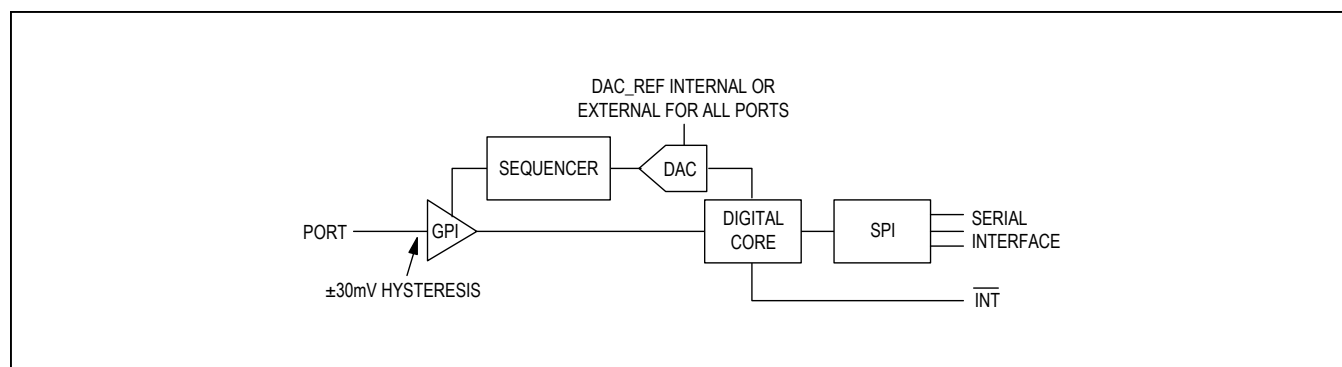 DAC_REF INTERNAL OR
EXTERNAL FOR ALL PORTS
SEQUENCER
DAC
PORT
GPI
DIGITAL
CORE
SPI
SERIAL
INTERFACE
±30mV HYSTERESIS
INT